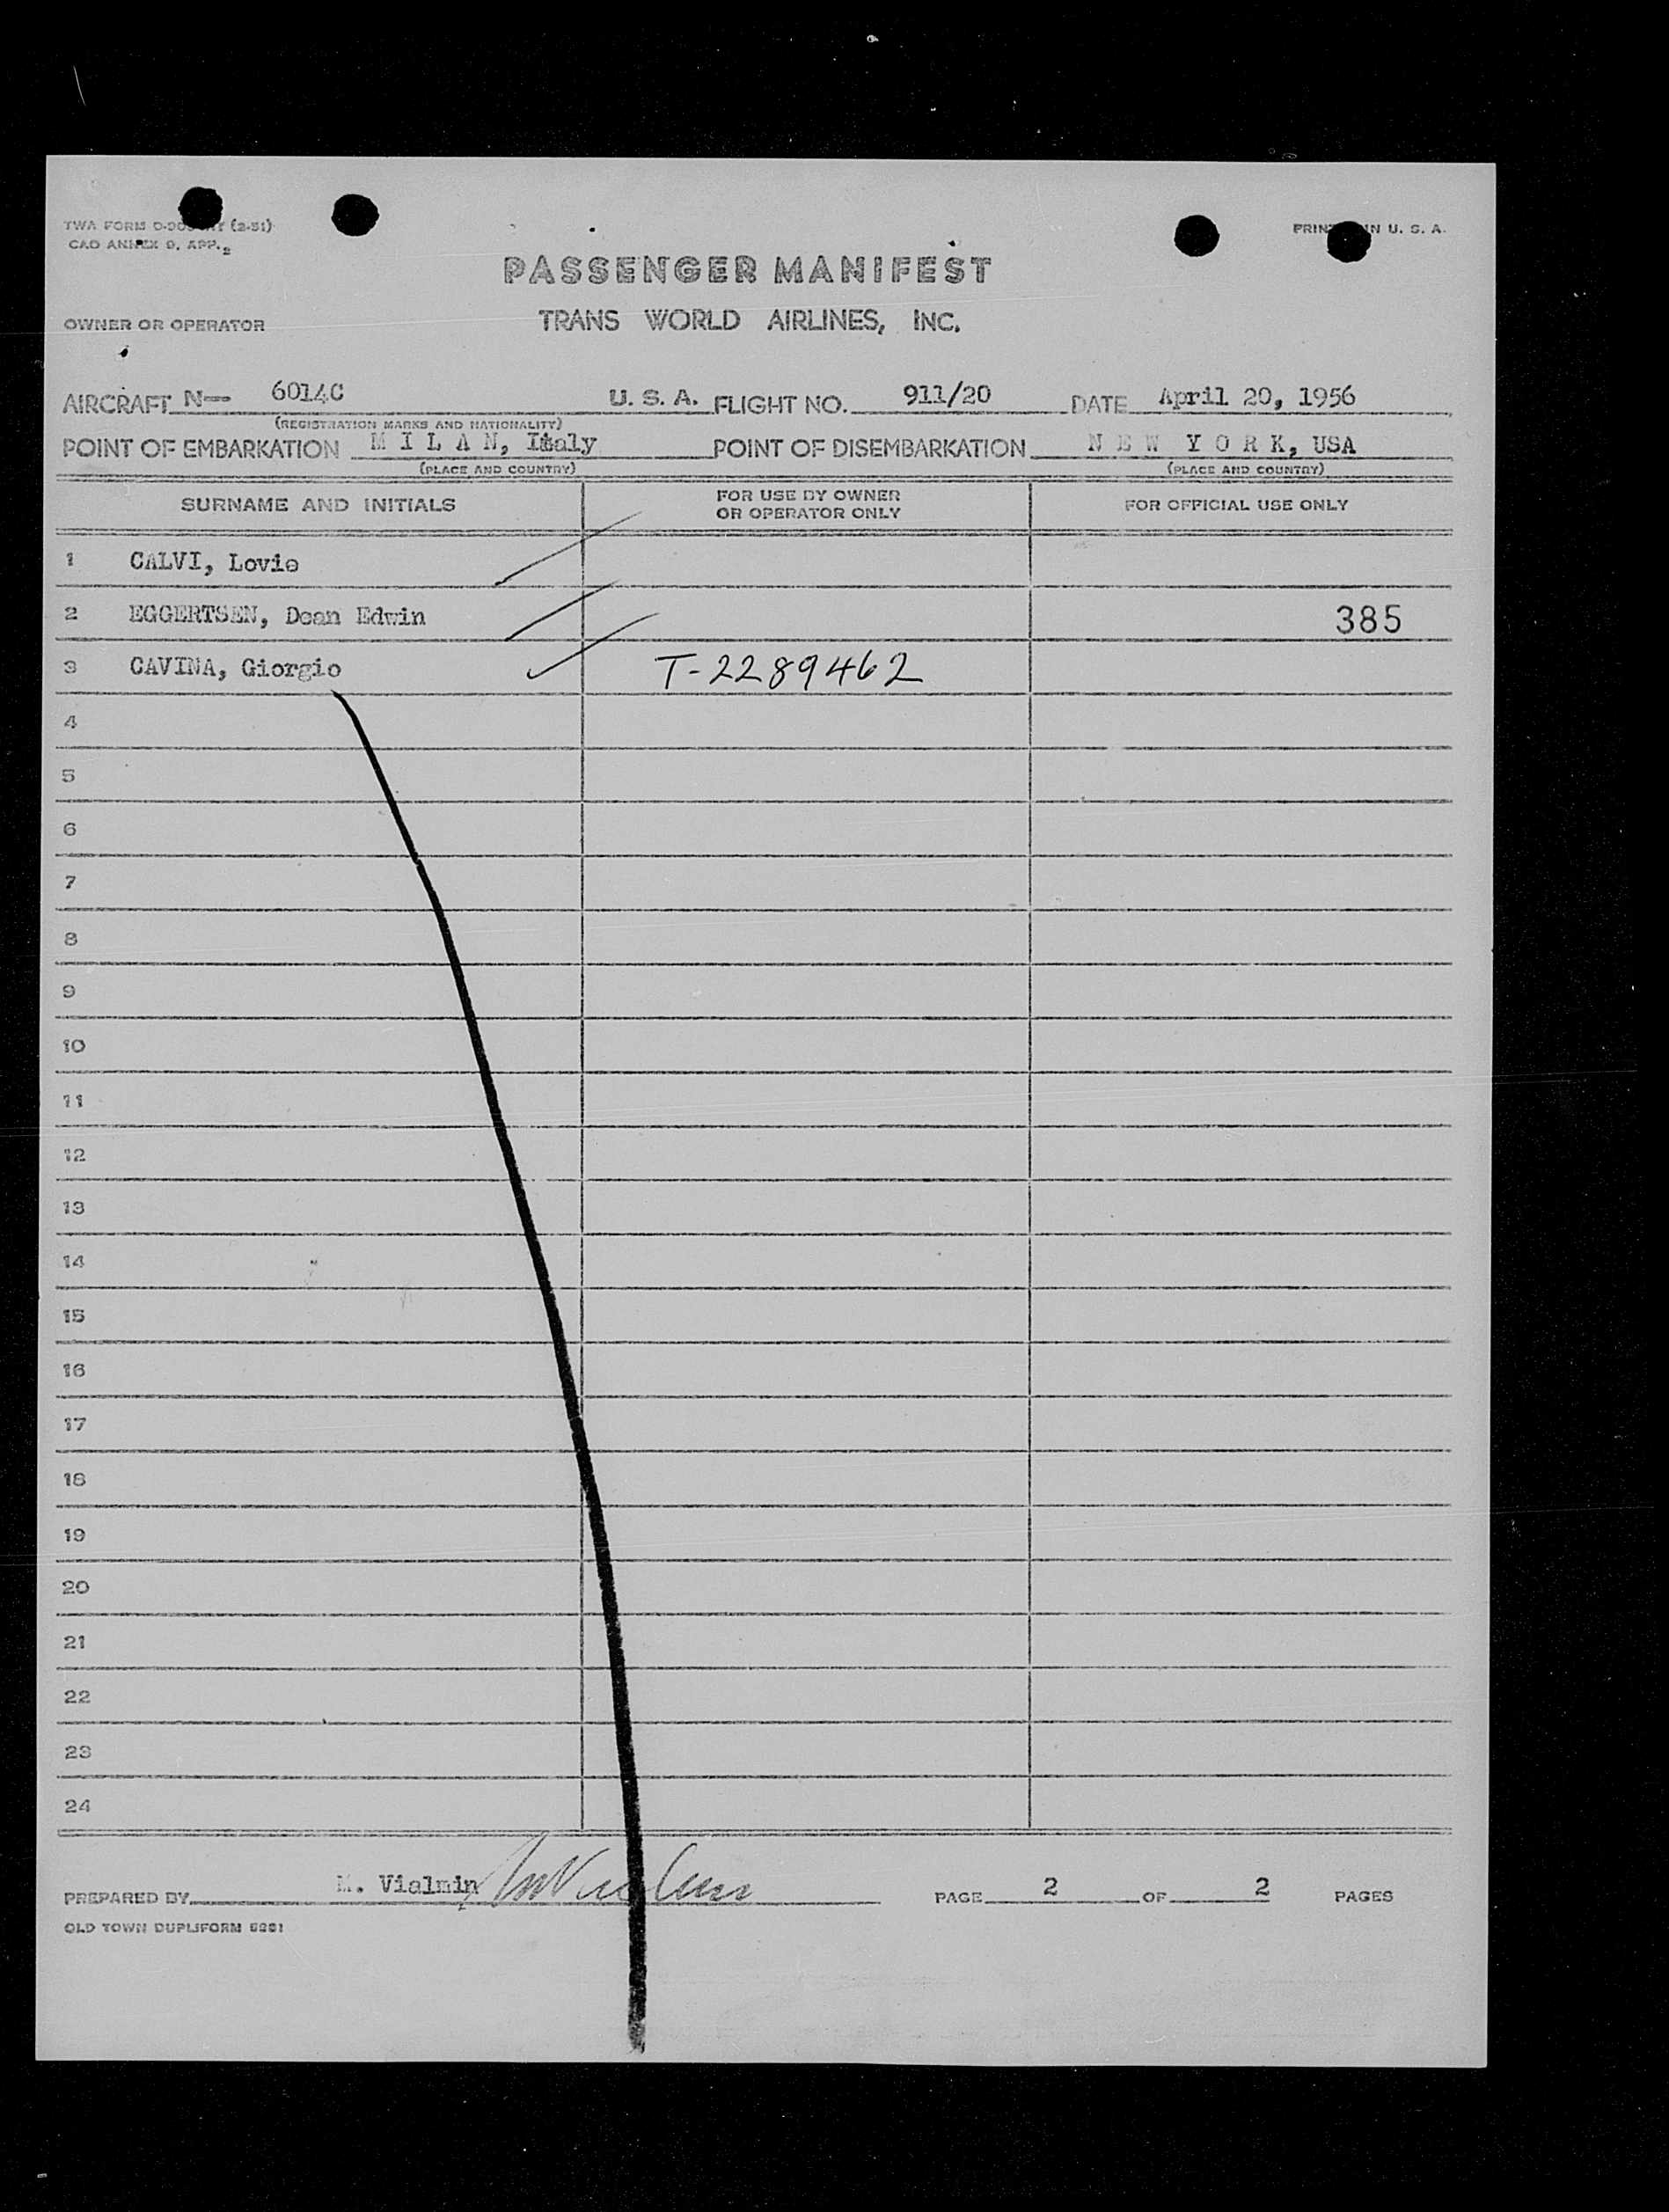 TWA FORM (2-51)
PRINTED IN U. S. A.
CAO ANNEX 9, APP. 2
PASSENGER MANIFEST
OWNER OR OPERATOR TRANS WORLD AIRLINES, INC.
AIRCRAFT N— 6014C U. S. A. FLIGHT NO. 911/20 DATE April 20, 1956
(REGISTRATION MARKS AND NATIONALITY)
POINT OF EMBARKATION M I L A N, Italy POINT OF DISEMBARKATION N E W Y O R K, USA
(PLACE AND COUNTRY) (PLACE AND COUNTRY)
SURNAME AND INITIALS FOR USE BY OWNER OR OPERATOR ONLY FOR OFFICIAL USE ONLY
1 CALVI, Lovie
2 EGGERTSEN, Dean Edwin 385
3 CAVINA, Giorgio T-2289462
4
5
6
7
8
9
10
11
12
13
14
15
16
17
18
19
20
21
22
23
24
PREPARED BY M. Vialmin PAGE 2 OF 2 PAGES
OLD TOWN DUPLIFORM